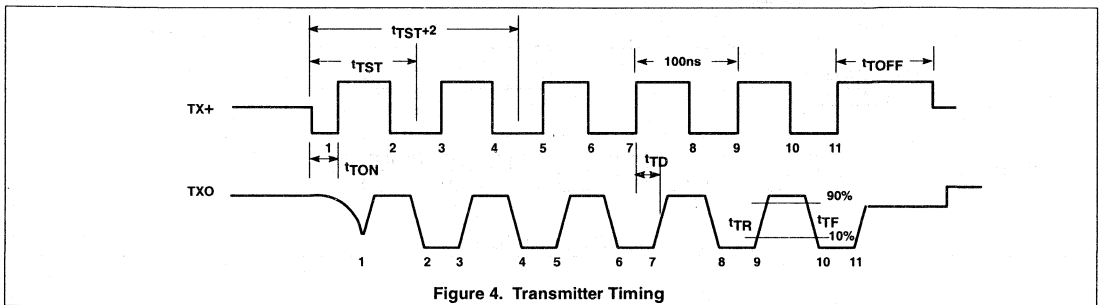 tTST+2
tTST
100ns
tTOFF
TX+
1 2 3 4 5 6 7 8 9 10 11
tTON
tTD
TXO
90%
tTR
tTF
10%
1 2 3 4 5 6 7 8 9 10 11
Figure 4. Transmitter Timing